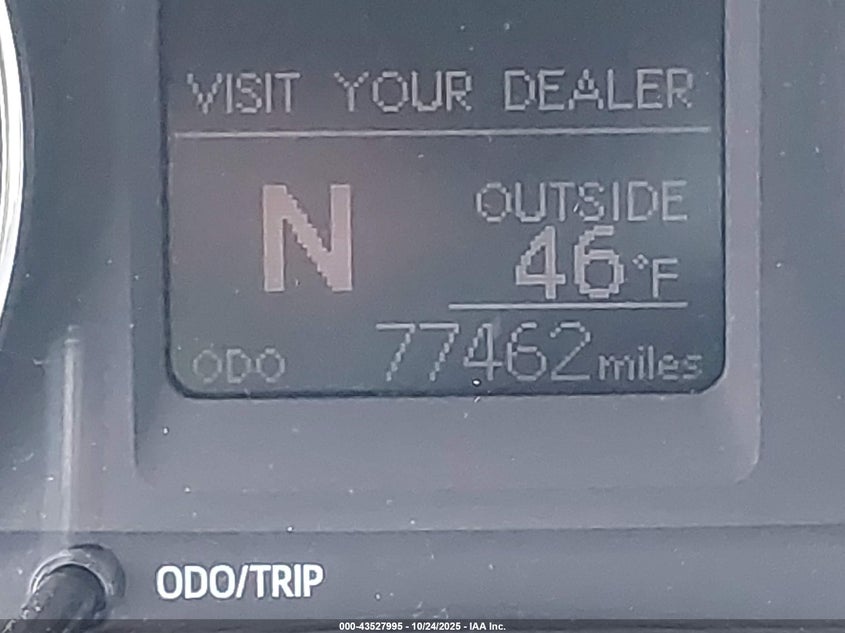 VISIT YOUR DEALER
N
OUTSIDE
46°F
ODO 77462 miles
ODO/TRIP
000-43527995 - 10/24/2025 - IAA Inc.